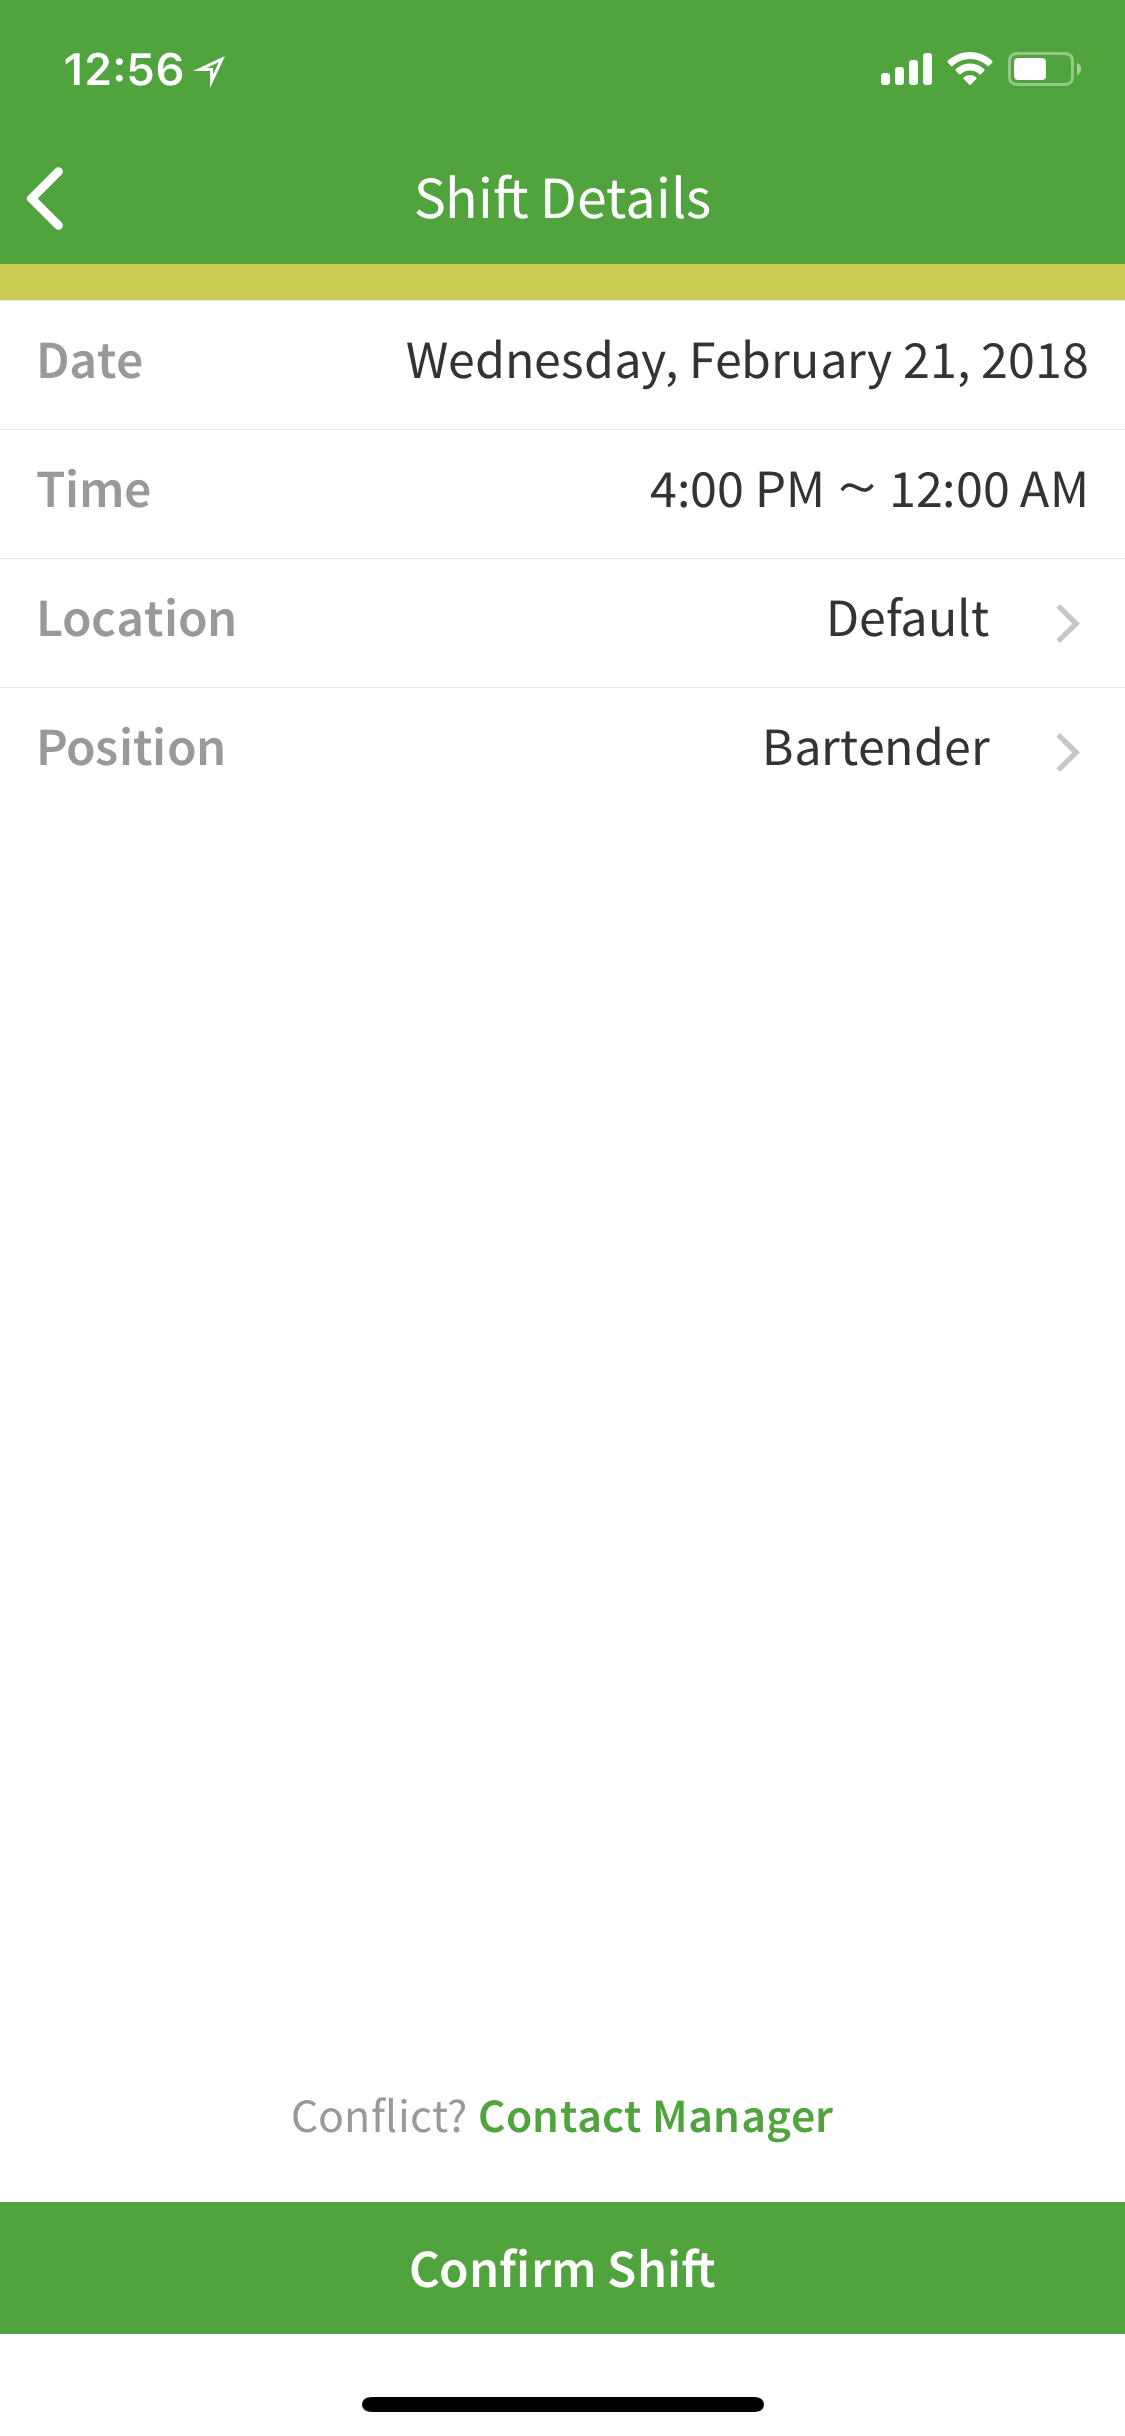 12:56
Shift Details
Date Wednesday, February 21, 2018
Time 4:00 PM ~ 12:00 AM
Location Default
Position Bartender
Conflict? Contact Manager
Confirm Shift